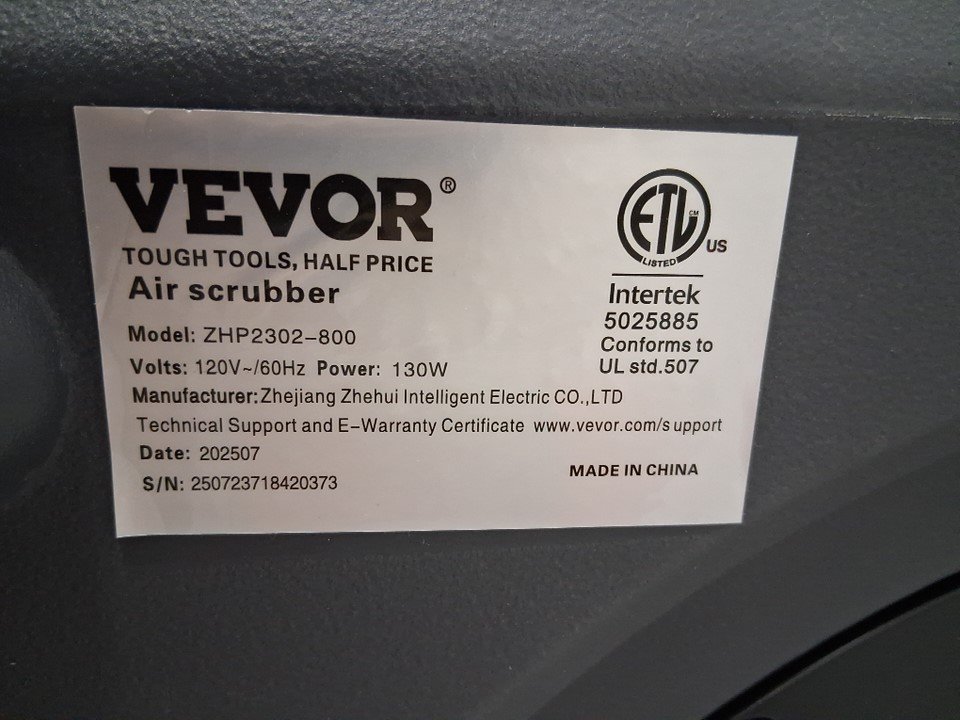 VEVOR®
TOUGH TOOLS, HALF PRICE
Air scrubber
Model: ZHP2302-800
Volts: 120V~/60Hz Power: 130W
Manufacturer:Zhejiang Zhehui Intelligent Electric CO.,LTD
Technical Support and E-Warranty Certificate www.vevor.com/s upport
Date: 202507
S/N: 250723718420373
ETL CM
LISTED
US
Intertek
5025885
Conforms to
UL std.507
MADE IN CHINA